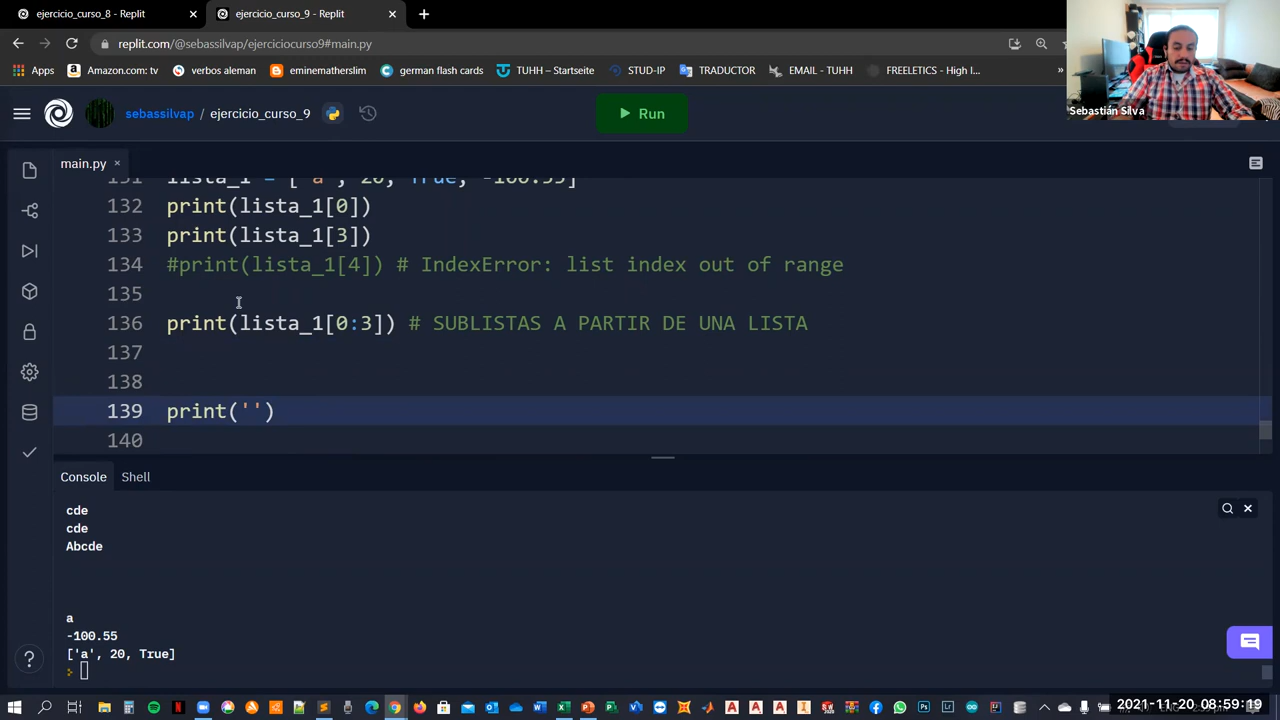 ejercicio_curso_8 - Replit
ejercicio_curso_9 - Replit
replit.com/@sebassilvap/ejerciciocurso9#main.py
Apps
Amazon.com: tv
verbos aleman
eminematherslim
german for
TUHH – Startseite
STUD-IP
TRADUCTOR
EMAIL - TUHH
FREELETICS - High I...
»
Sebastián Silva
sebassilvap / ejercicio_curso_9
Run
main.py
131 lista_1 = ['a', 20, True, -100.55]
132 print(lista_1[0])
133 print(lista_1[3])
134 #print(lista_1[4]) # IndexError: list index out of range
135
136 print(lista_1[0:3]) # SUBLISTAS A PARTIR DE UNA LISTA
137
138
139 print('')
140
Console Shell
cde
cde
Abcde
a
-100.55
['a', 20, True]
2021-11-20 08:59:19